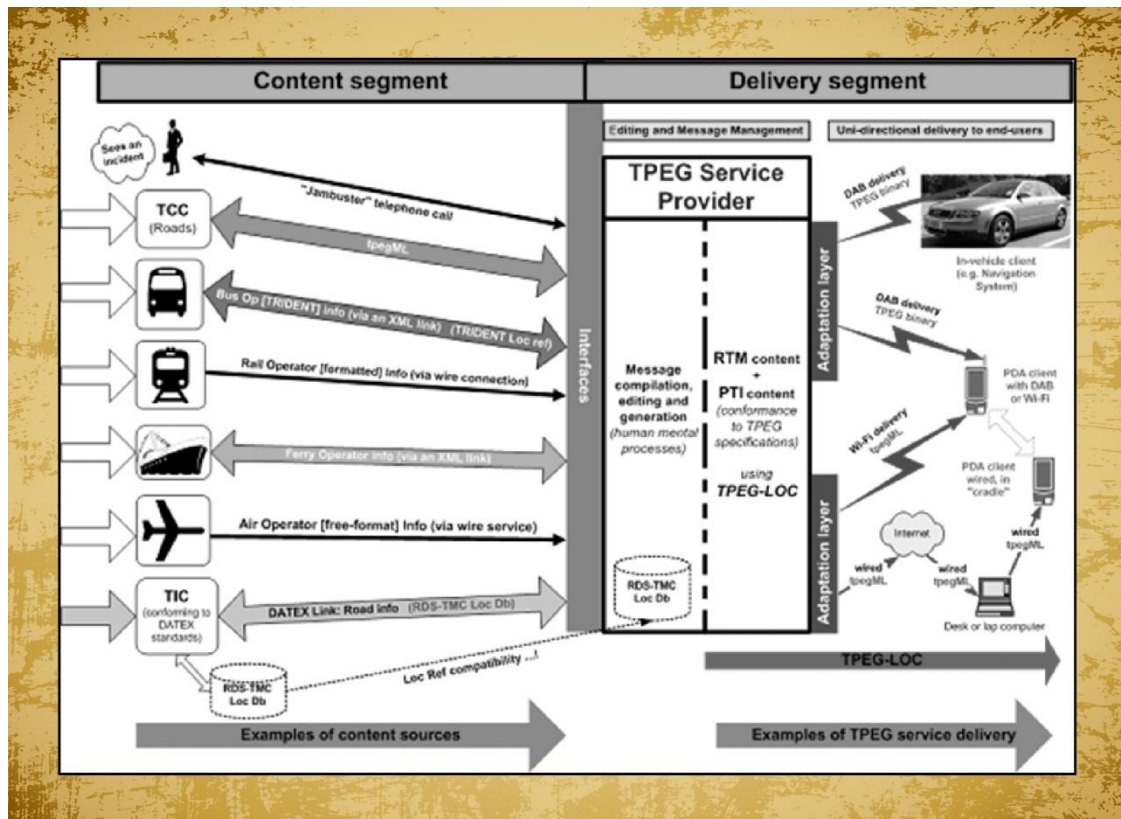 Content segment
Delivery segment
Sees an
incident
"Jambuster" telephone call
TCC
(Roads)
tpegML
Bus Op [TRIDENT] Info (via an XML link) (TRIDENT Loc ref)
Rail Operator [formatted] Info (via wire connection)
Ferry Operator Info (via an XML link)
Air Operator [free-format] Info (via wire service)
TIC
(conforming to
DATEX
standards)
DATEX Link: Road info (RDS-TMC Loc Db)
RDS-TMC
Loc Db
Loc Ref compatibility ...!
Examples of content sources
Interfaces
Editing and Message Management
TPEG Service
Provider
Message
compilation,
editing and
generation
(human mental
processes)
RDS-TMC
Loc Db
RTM content
+
PTI content
(conformance
to TPEG
specifications)
using
TPEG-LOC
Adaptation layer
Adaptation layer
Uni-directional delivery to end-users
DAB delivery
TPEG binary
In-vehicle client
(e.g. Navigation
System)
DAB delivery
TPEG binary
PDA client
with DAB
or Wi-Fi
Wi-Fi delivery
tpegML
PDA client
wired, in
"cradle"
Internet
wired
tpegML
wired
tpegML
wired
tpegML
Desk or lap computer
TPEG-LOC
Examples of TPEG service delivery